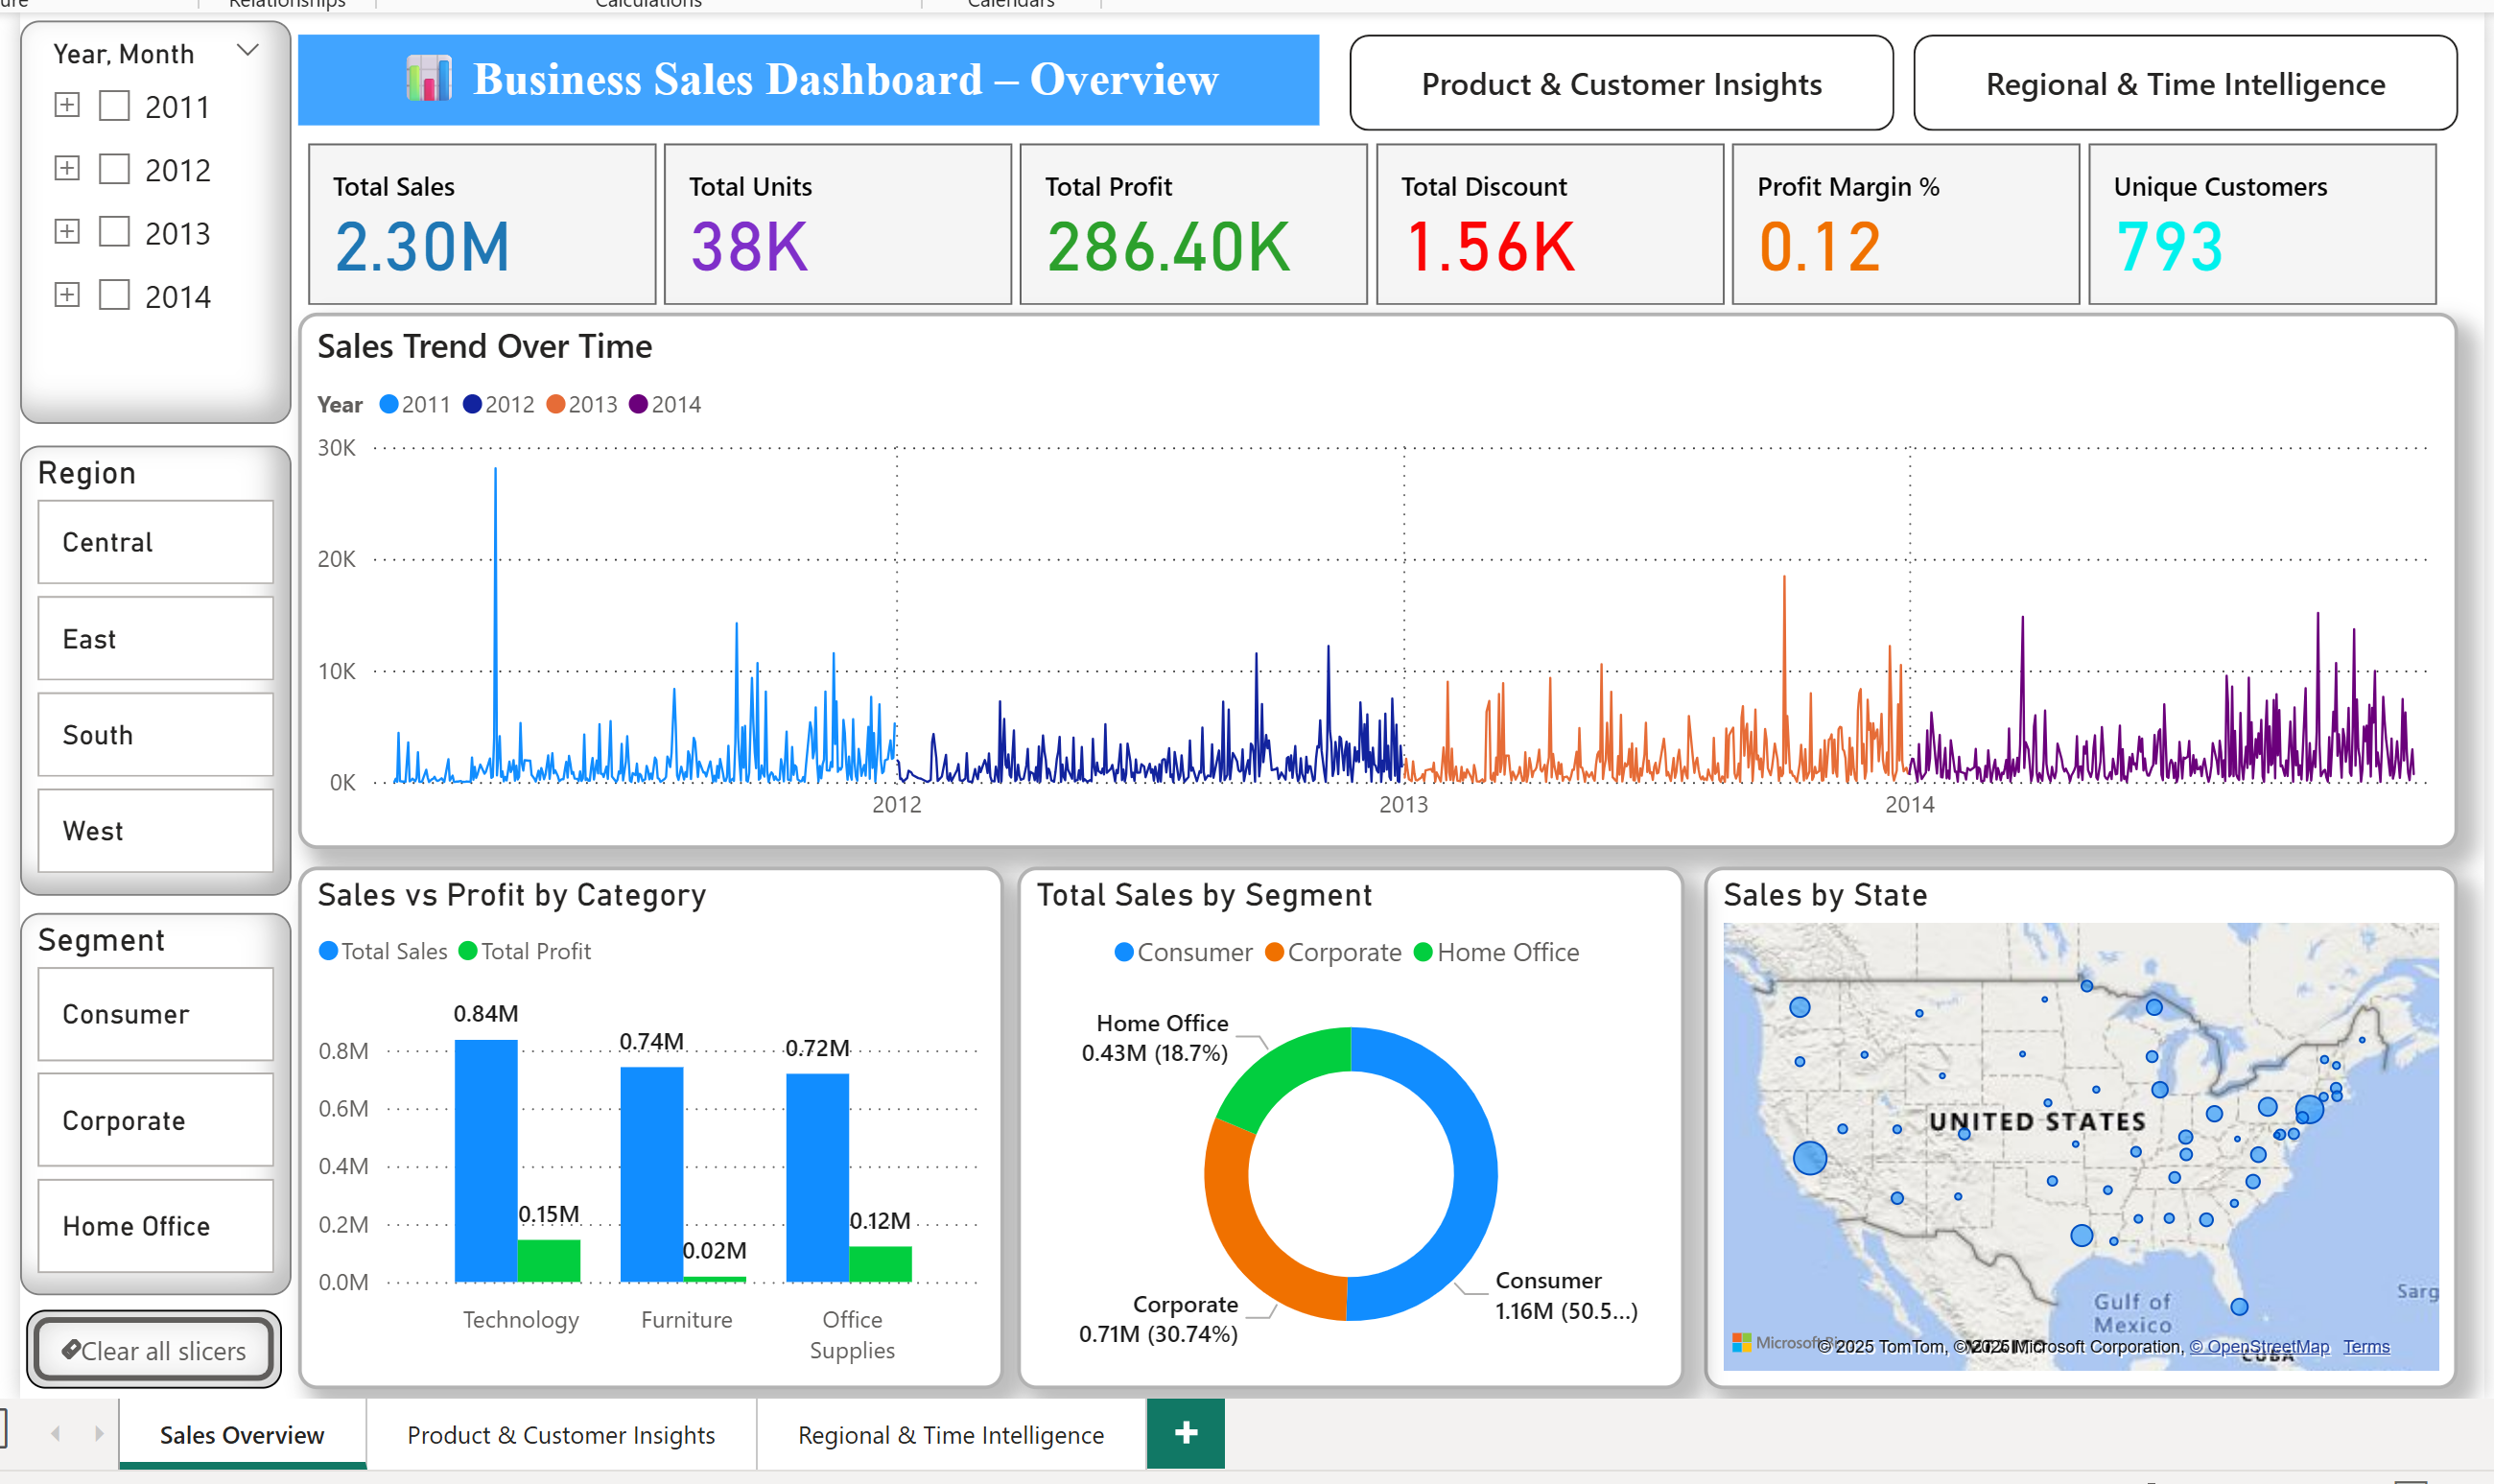 Relationships
Calculations
Calendars
Year, Month
2011
2012
2013
2014
Business Sales Dashboard – Overview
Product & Customer Insights
Regional & Time Intelligence
Total Sales
2.30M
Total Units
38K
Total Profit
286.40K
Total Discount
1.56K
Profit Margin %
0.12
Unique Customers
793
Sales Trend Over Time
Year 2011 2012 2013 2014
30K
20K
10K
0K
2012 2013 2014
Region
Central
East
South
West
Segment
Consumer
Corporate
Home Office
Clear all slicers
Sales vs Profit by Category
Total Sales Total Profit
0.84M
0.74M
0.72M
0.15M
0.02M
0.12M
0.8M
0.6M
0.4M
0.2M
0.0M
Technology
Furniture
Office
Supplies
Total Sales by Segment
Consumer Corporate Home Office
Home Office
0.43M (18.7%)
Corporate
0.71M (30.74%)
Consumer
1.16M (50.5...)
Sales by State
UNITED STATES
Sarg
Gulf of
Mexico
CUBA
Microsoft
© 2025 TomTom, © 2025 Microsoft Corporation, © OpenStreetMap Terms
Sales Overview
Product & Customer Insights
Regional & Time Intelligence